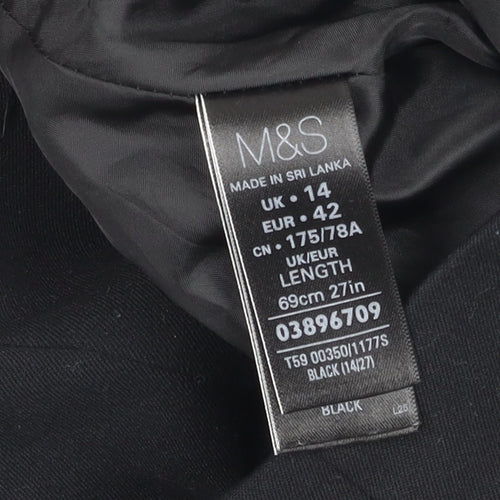 M&S
MADE IN SRI LANKA
UK • 14
EUR • 42
CN • 175/78A
UK/EUR
LENGTH
69cm 27in
03896709
T59 00350/1177S
BLACK (14/27)
BLACK